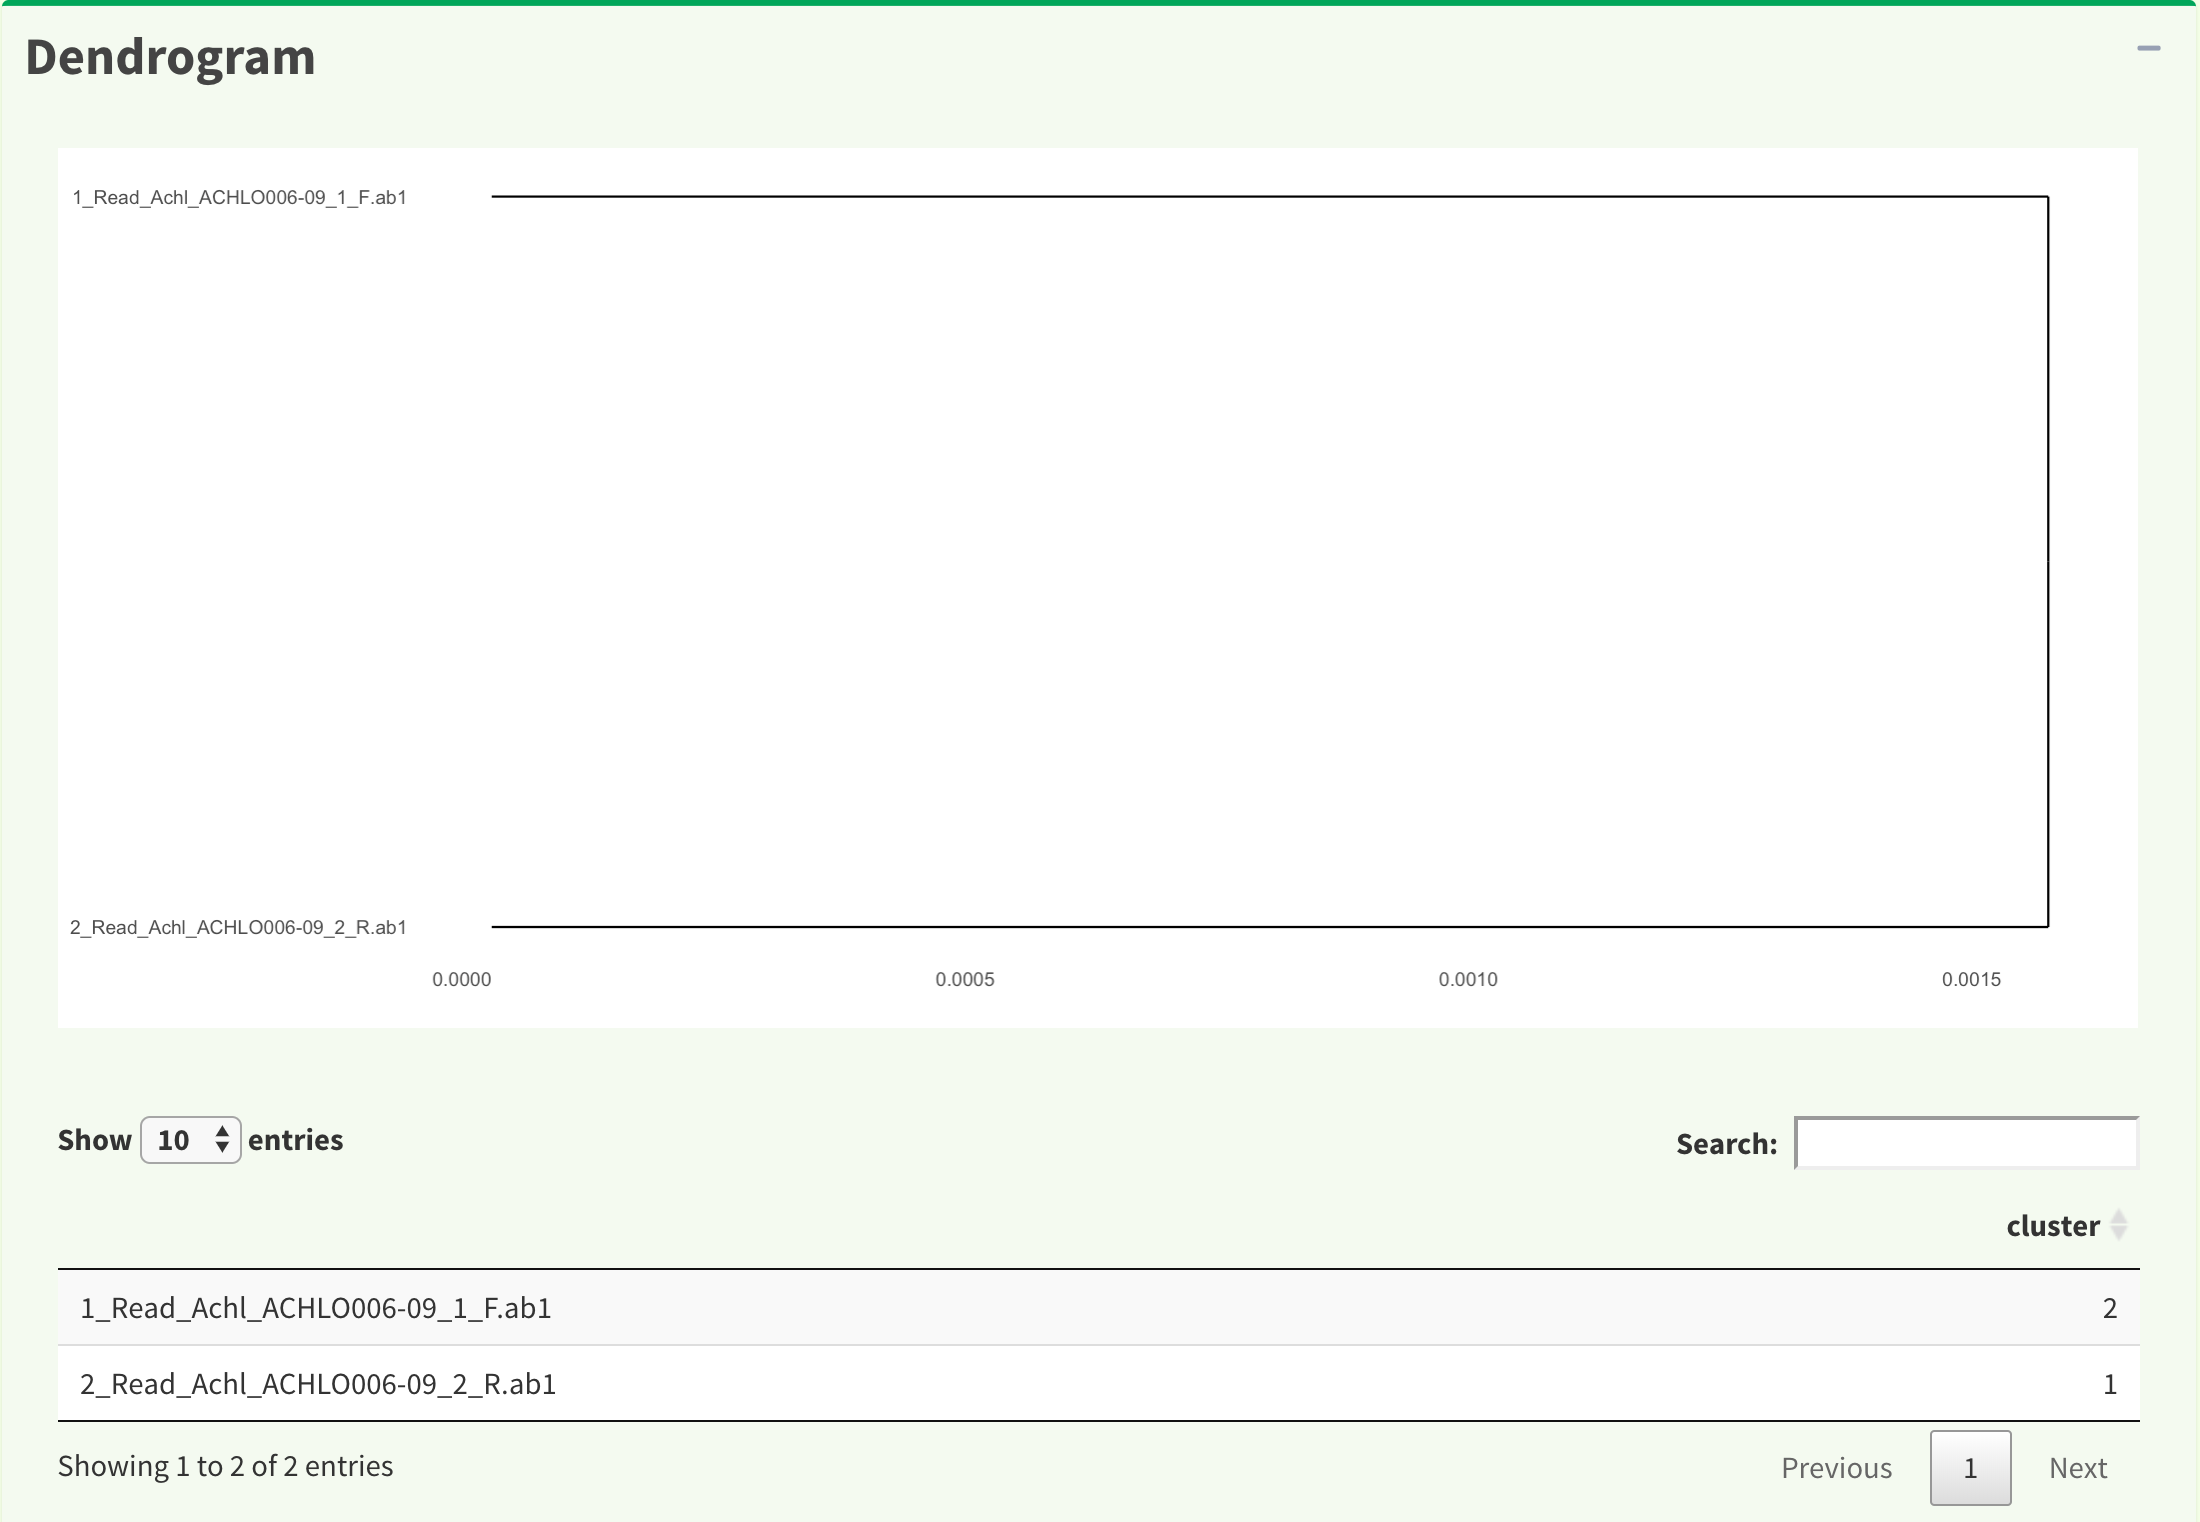 Dendrogram
1_Read_Achl_ACHLO006-09_1_F.ab1
2_Read_Achl_ACHLO006-09_2_R.ab1
0.0000 0.0005 0.0010 0.0015
Show 10 entries Search:
cluster
1_Read_Achl_ACHLO006-09_1_F.ab1 2
2_Read_Achl_ACHLO006-09_2_R.ab1 1
Showing 1 to 2 of 2 entries Previous 1 Next